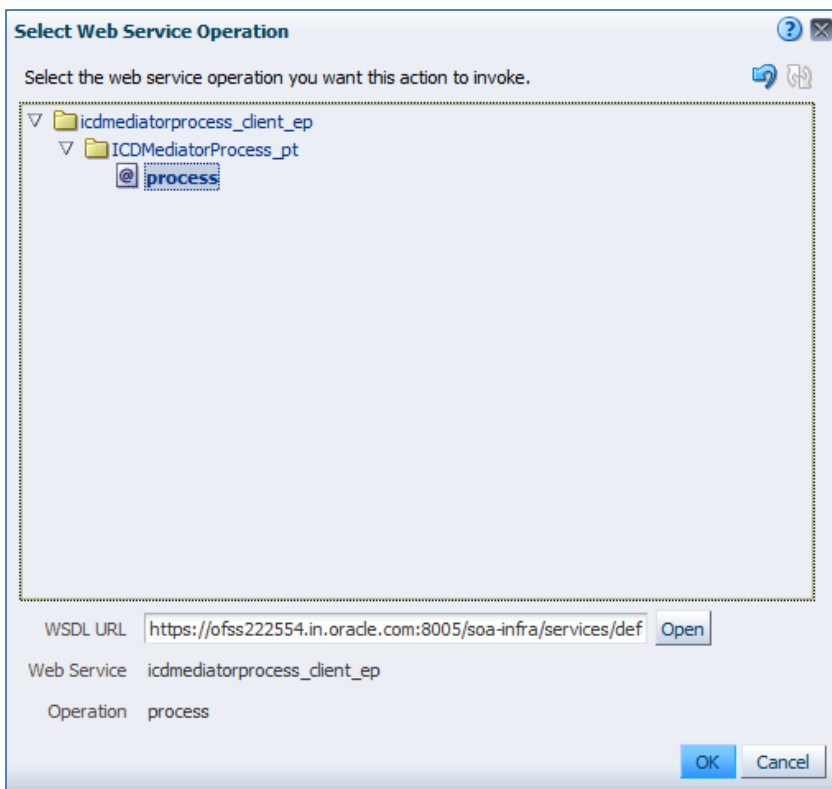 Select Web Service Operation
Select the web service operation you want this action to invoke.
icdmediatorprocess_client_ep
ICDMediatorProcess_pt
@ process
WSDL URL https://ofss222554.in.oracle.com:8005/soa-infra/services/def Open
Web Service icdmediatorprocess_client_ep
Operation process
OK Cancel